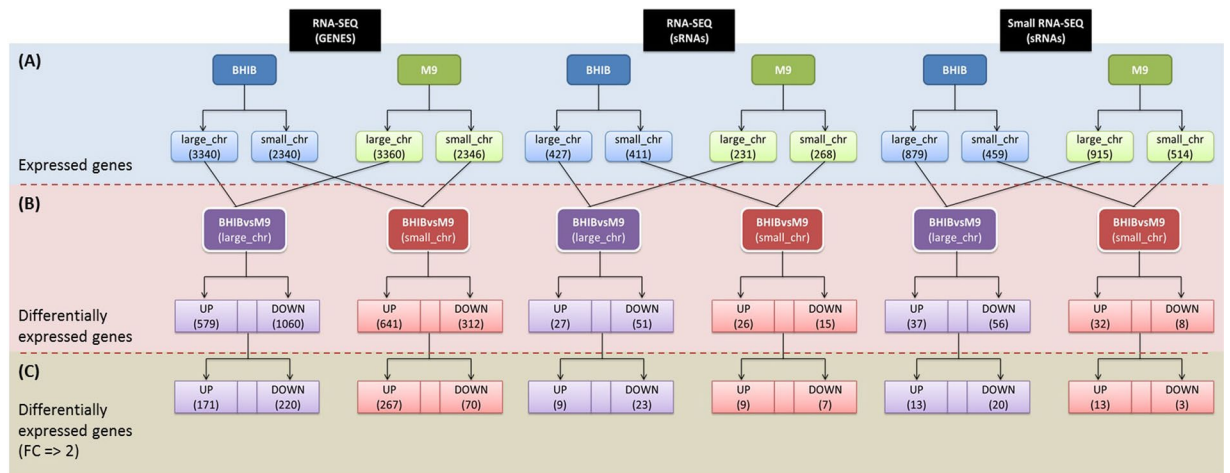 RNA-SEQ
(GENES)
RNA-SEQ
(sRNAs)
Small RNA-SEQ
(sRNAs)
(A)
BHIB
M9
BHIB
M9
BHIB
M9
large_chr
(3340)
small_chr
(2340)
large_chr
(3360)
small_chr
(2346)
large_chr
(427)
small_chr
(411)
large_chr
(231)
small_chr
(268)
large_chr
(879)
small_chr
(459)
large_chr
(915)
small_chr
(514)
Expressed genes
(B)
BHIBvsM9
(large_chr)
BHIBvsM9
(small_chr)
BHIBvsM9
(large_chr)
BHIBvsM9
(small_chr)
BHIBvsM9
(large_chr)
BHIBvsM9
(small_chr)
UP
(579)
DOWN
(1060)
UP
(641)
DOWN
(312)
UP
(27)
DOWN
(51)
UP
(26)
DOWN
(15)
UP
(37)
DOWN
(56)
UP
(32)
DOWN
(8)
Differentially
expressed genes
(C)
UP
(171)
DOWN
(220)
UP
(267)
DOWN
(70)
UP
(9)
DOWN
(23)
UP
(9)
DOWN
(7)
UP
(13)
DOWN
(20)
UP
(13)
DOWN
(3)
Differentially
expressed genes
(FC => 2)